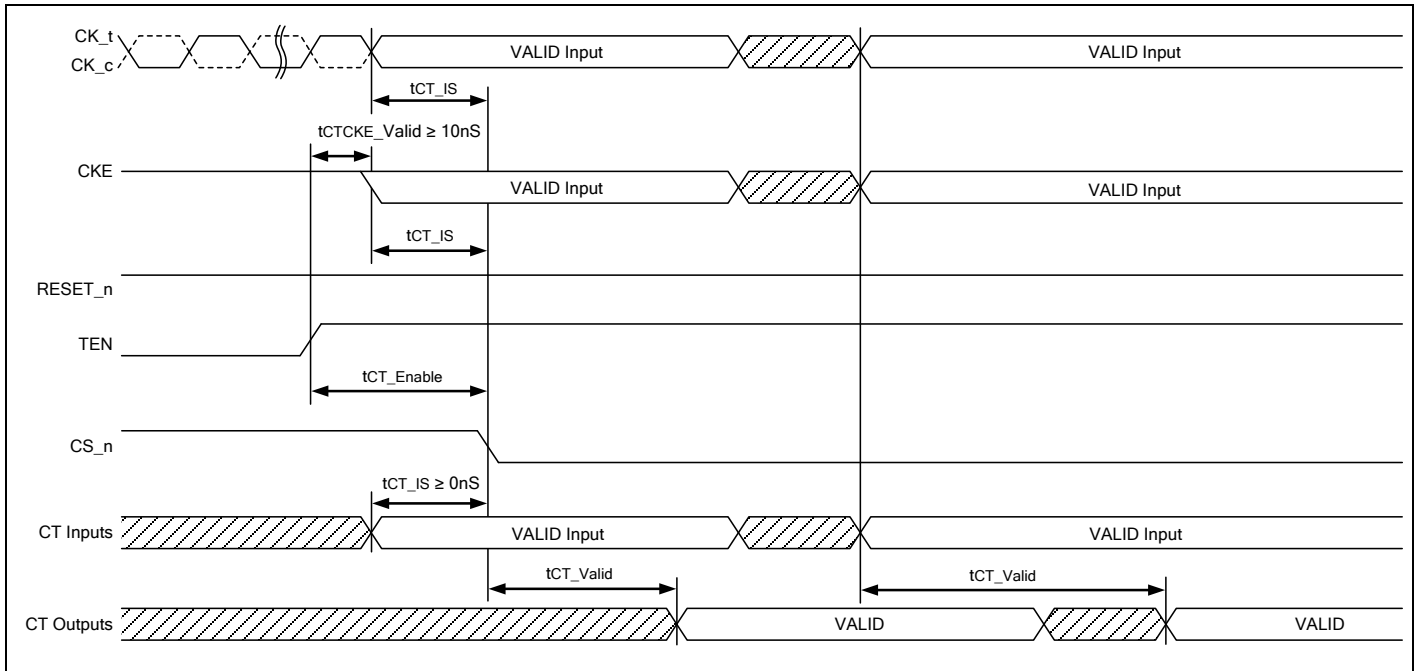 CK_t
CK_c
VALID Input
VALID Input
tCT_IS
tCTCKE_Valid ≥ 10nS
CKE
VALID Input
VALID Input
tCT_IS
RESET_n
TEN
tCT_Enable
CS_n
tCT_IS ≥ 0nS
CT Inputs
VALID Input
VALID Input
tCT_Valid
tCT_Valid
CT Outputs
VALID
VALID